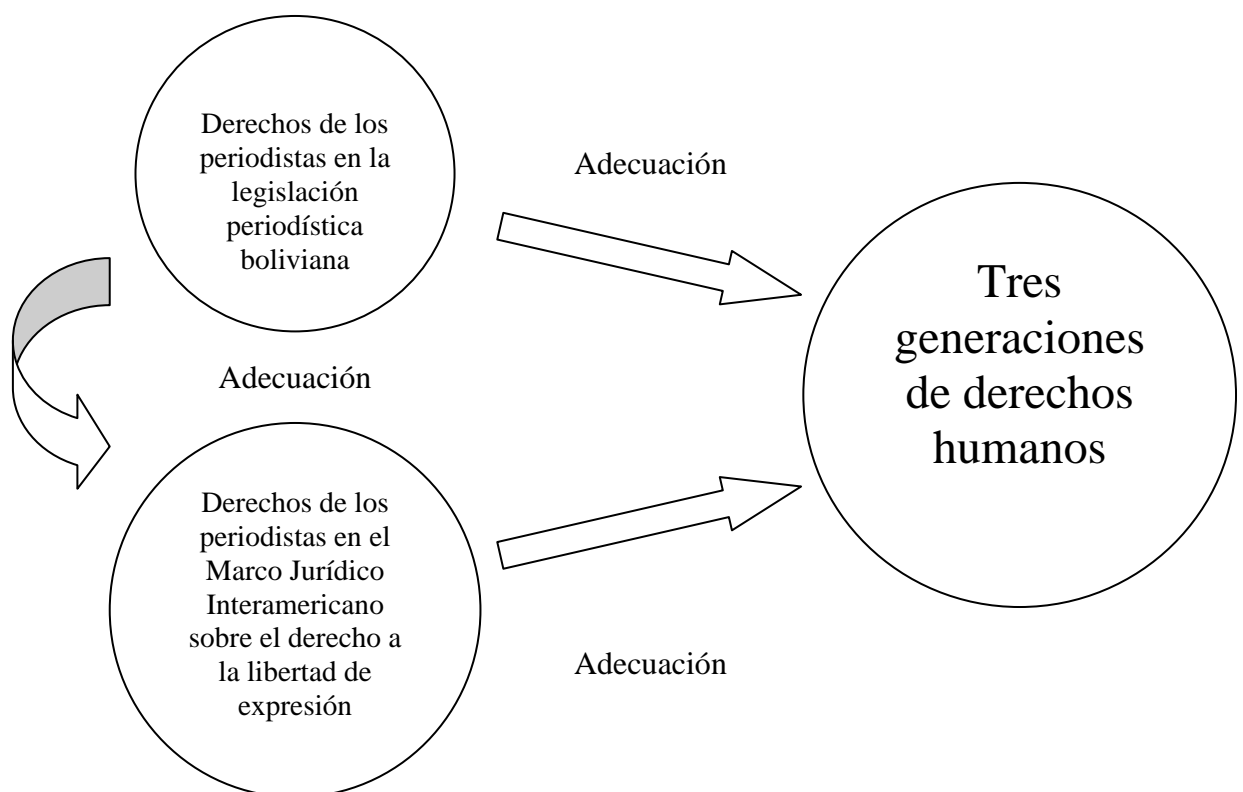 Derechos de los
periodistas en la
legislación
periodística
boliviana
Adecuación
Adecuación
Derechos de los
periodistas en el
Marco Jurídico
Interamericano
sobre el derecho a
la libertad de
expresión
Adecuación
Tres
generaciones
de derechos
humanos